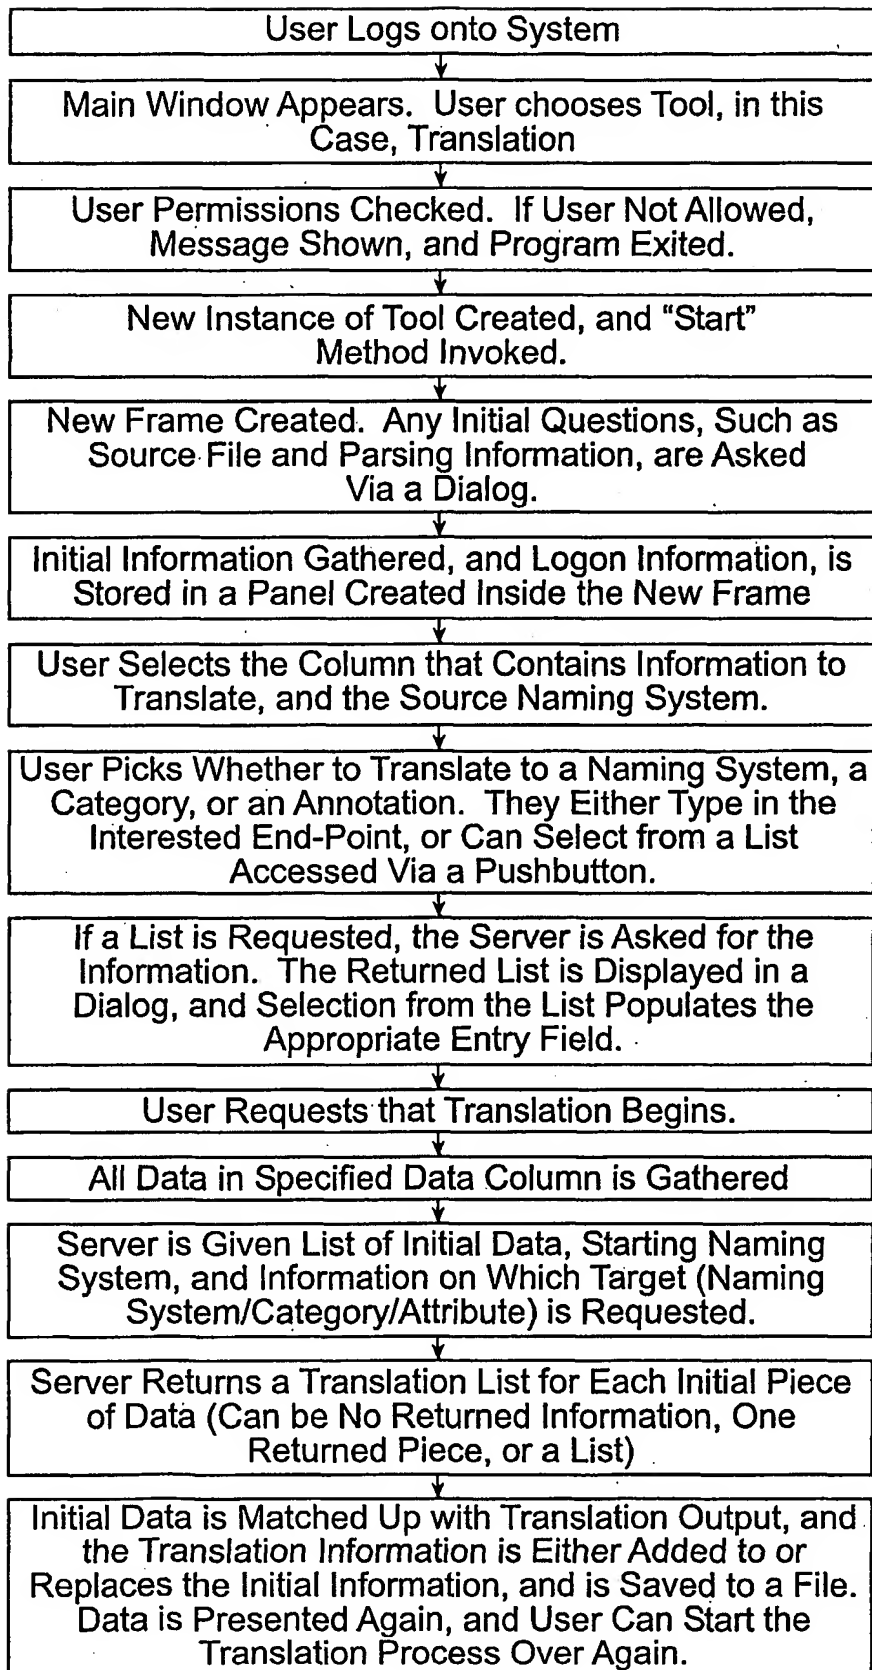 User Logs onto System
Main Window Appears. User chooses Tool, in this
Case, Translation
User Permissions Checked. If User Not Allowed,
Message Shown, and Program Exited.
New Instance of Tool Created, and “Start”
Method Invoked.
New Frame Created. Any Initial Questions, Such as
Source File and Parsing Information, are Asked
Via a Dialog.
Initial Information Gathered, and Logon Information, is
Stored in a Panel Created Inside the New Frame
User Selects the Column that Contains Information to
Translate, and the Source Naming System.
User Picks Whether to Translate to a Naming System, a
Category, or an Annotation. They Either Type in the
Interested End-Point, or Can Select from a List
Accessed Via a Pushbutton.
If a List is Requested, the Server is Asked for the
Information. The Returned List is Displayed in a
Dialog, and Selection from the List Populates the
Appropriate Entry Field.
User Requests that Translation Begins.
All Data in Specified Data Column is Gathered
Server is Given List of Initial Data, Starting Naming
System, and Information on Which Target (Naming
System/Category/Attribute) is Requested.
Server Returns a Translation List for Each Initial Piece
of Data (Can be No Returned Information, One
Returned Piece, or a List)
Initial Data is Matched Up with Translation Output, and
the Translation Information is Either Added to or
Replaces the Initial Information, and is Saved to a File.
Data is Presented Again, and User Can Start the
Translation Process Over Again.